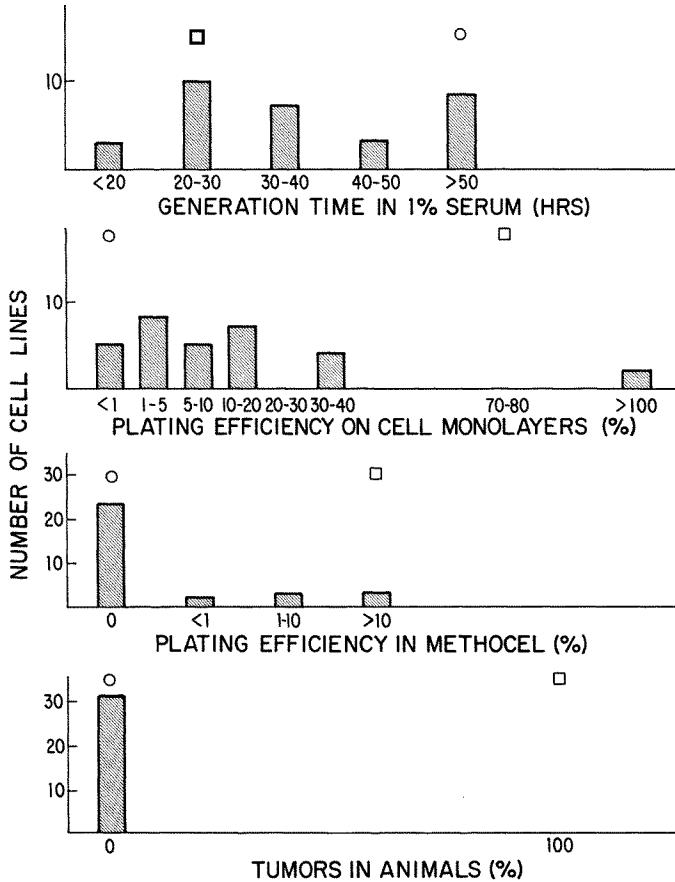 NUMBER OF CELL LINES
10
<20 20-30 30-40 40-50 >50
GENERATION TIME IN 1% SERUM (HRS)
10
<1 1-5 5-10 10-20 20-30 30-40 70-80 >100
PLATING EFFICIENCY ON CELL MONOLAYERS (%)
30
20
10
0 <1 1-10 >10
PLATING EFFICIENCY IN METHOCEL (%)
30
20
10
0 100
TUMORS IN ANIMALS (%)